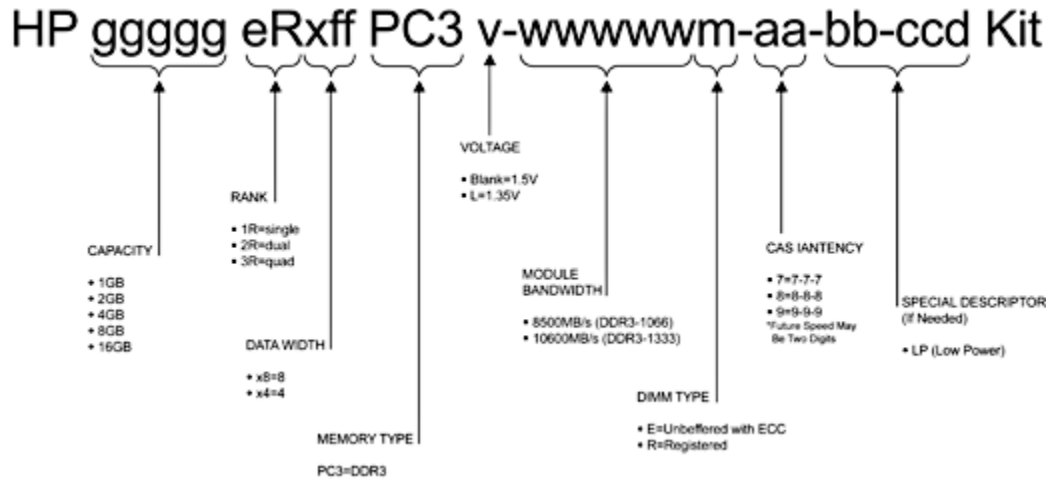 HP ggggg eRxff PC3 v-wwwwwm-aa-bb-ccd Kit
CAPACITY
• 1GB
• 2GB
• 4GB
• 8GB
• 16GB
RANK
• 1R=single
• 2R=dual
• 3R=quad
DATA WIDTH
• x8=8
• x4=4
MEMORY TYPE
PC3=DDR3
VOLTAGE
• Blank=1.5V
• L=1.35V
MODULE
BANDWIDTH
• 8500MB/s (DDR3-1066)
• 10600MB/s (DDR3-1333)
DIMM TYPE
• E=Unbeffered with ECC
• R=Registered
CAS IANTENCY
• 7=7-7-7
• 8=8-8-8
• 9=9-9-9
*Future Speed May
Be Two Digits
SPECIAL DESCRIPTOR
(If Needed)
• LP (Low Power)